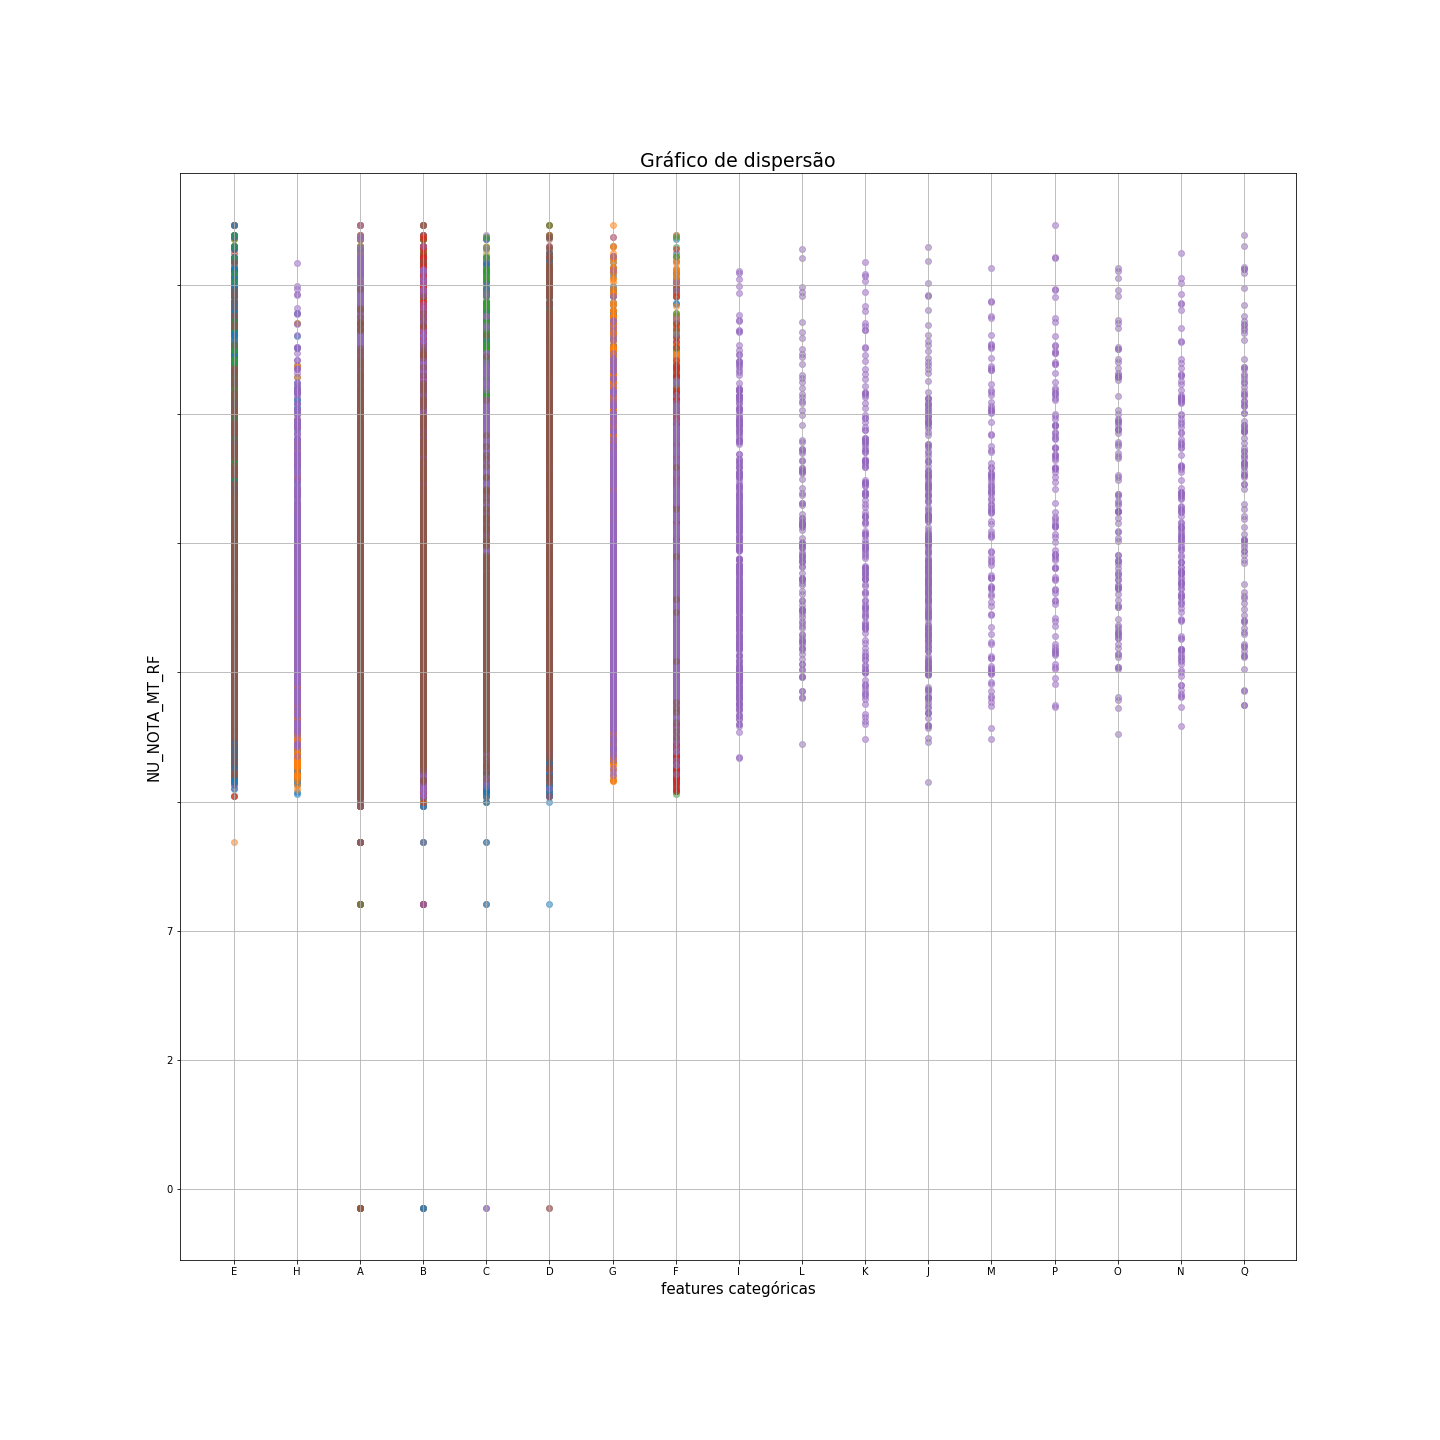 Gráfico de dispersão
NU_NOTA_MT_RF
7
2
0
E H A B C D G F I L K J M P O N Q
features categóricas